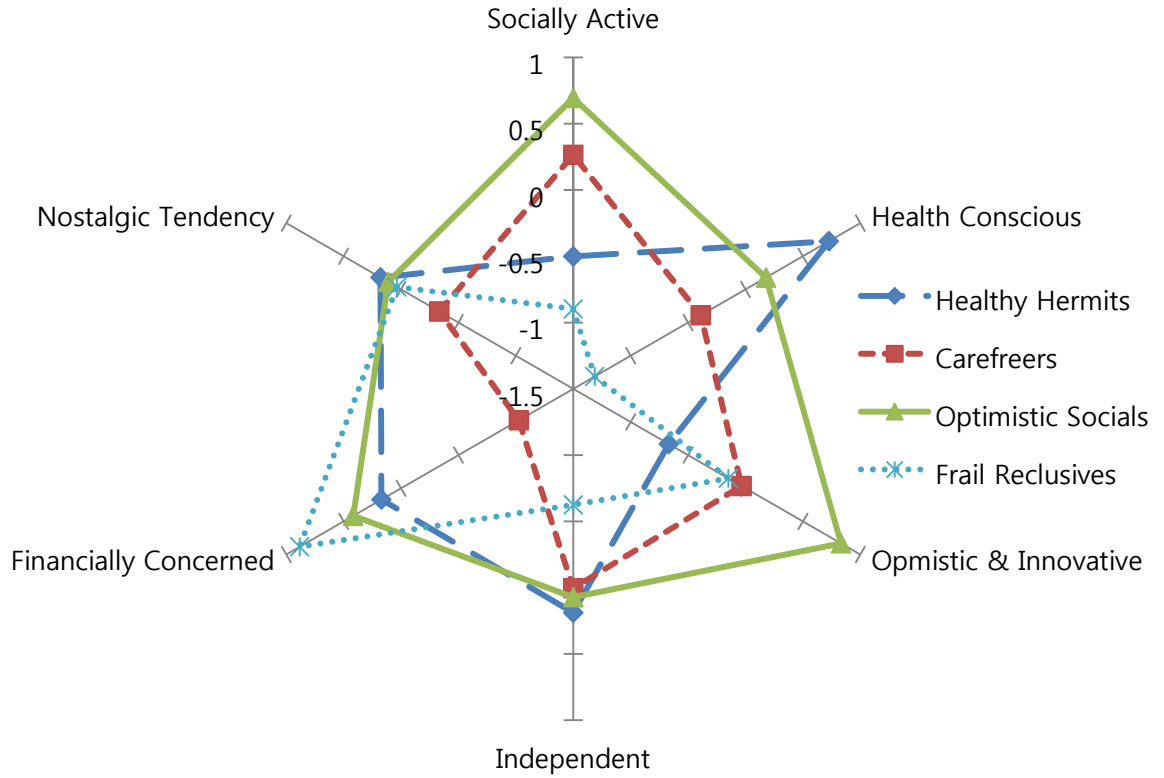 Socially Active
1
0.5
0
-0.5
-1
-1.5
Nostalgic Tendency
Health Conscious
Healthy Hermits
Carefreers
Optimistic Socials
Frail Reclusives
Financially Concerned
Opmistic & Innovative
Independent